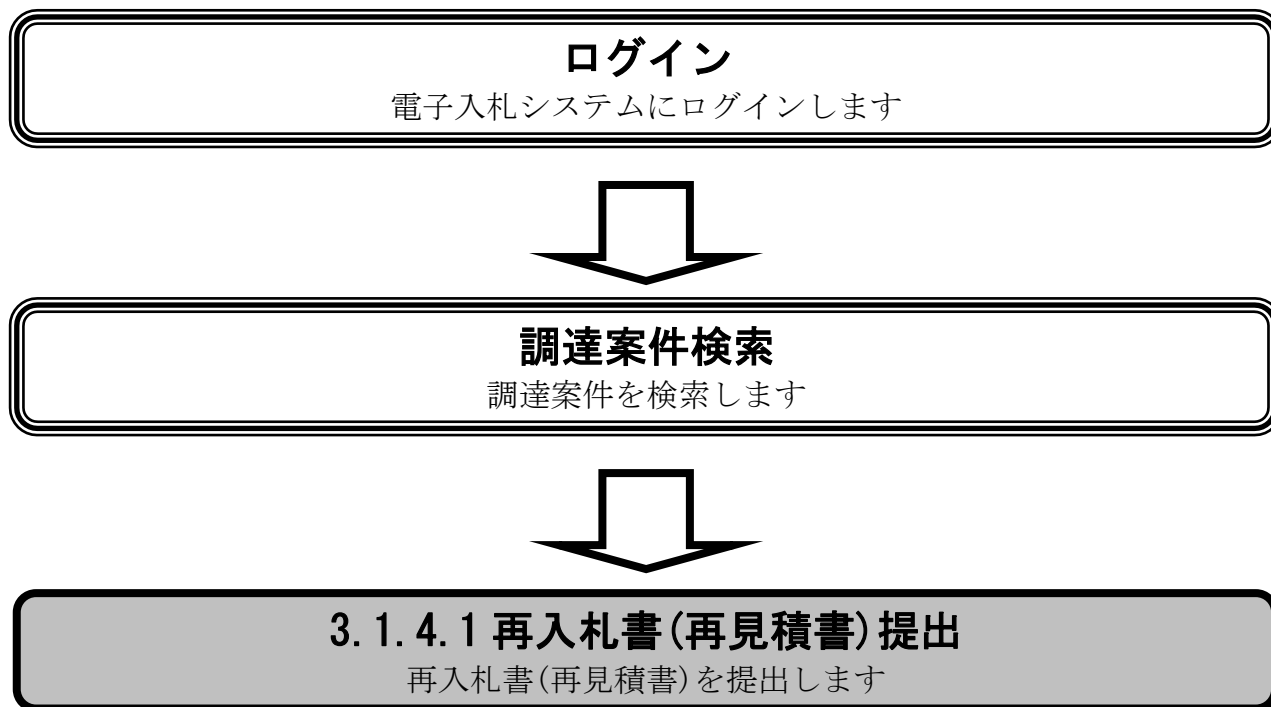 ログイン
電子入札システムにログインします
調達案件検索
調達案件を検索します
3.1.4.1 再入札書(再見積書)提出
再入札書(再見積書)を提出します